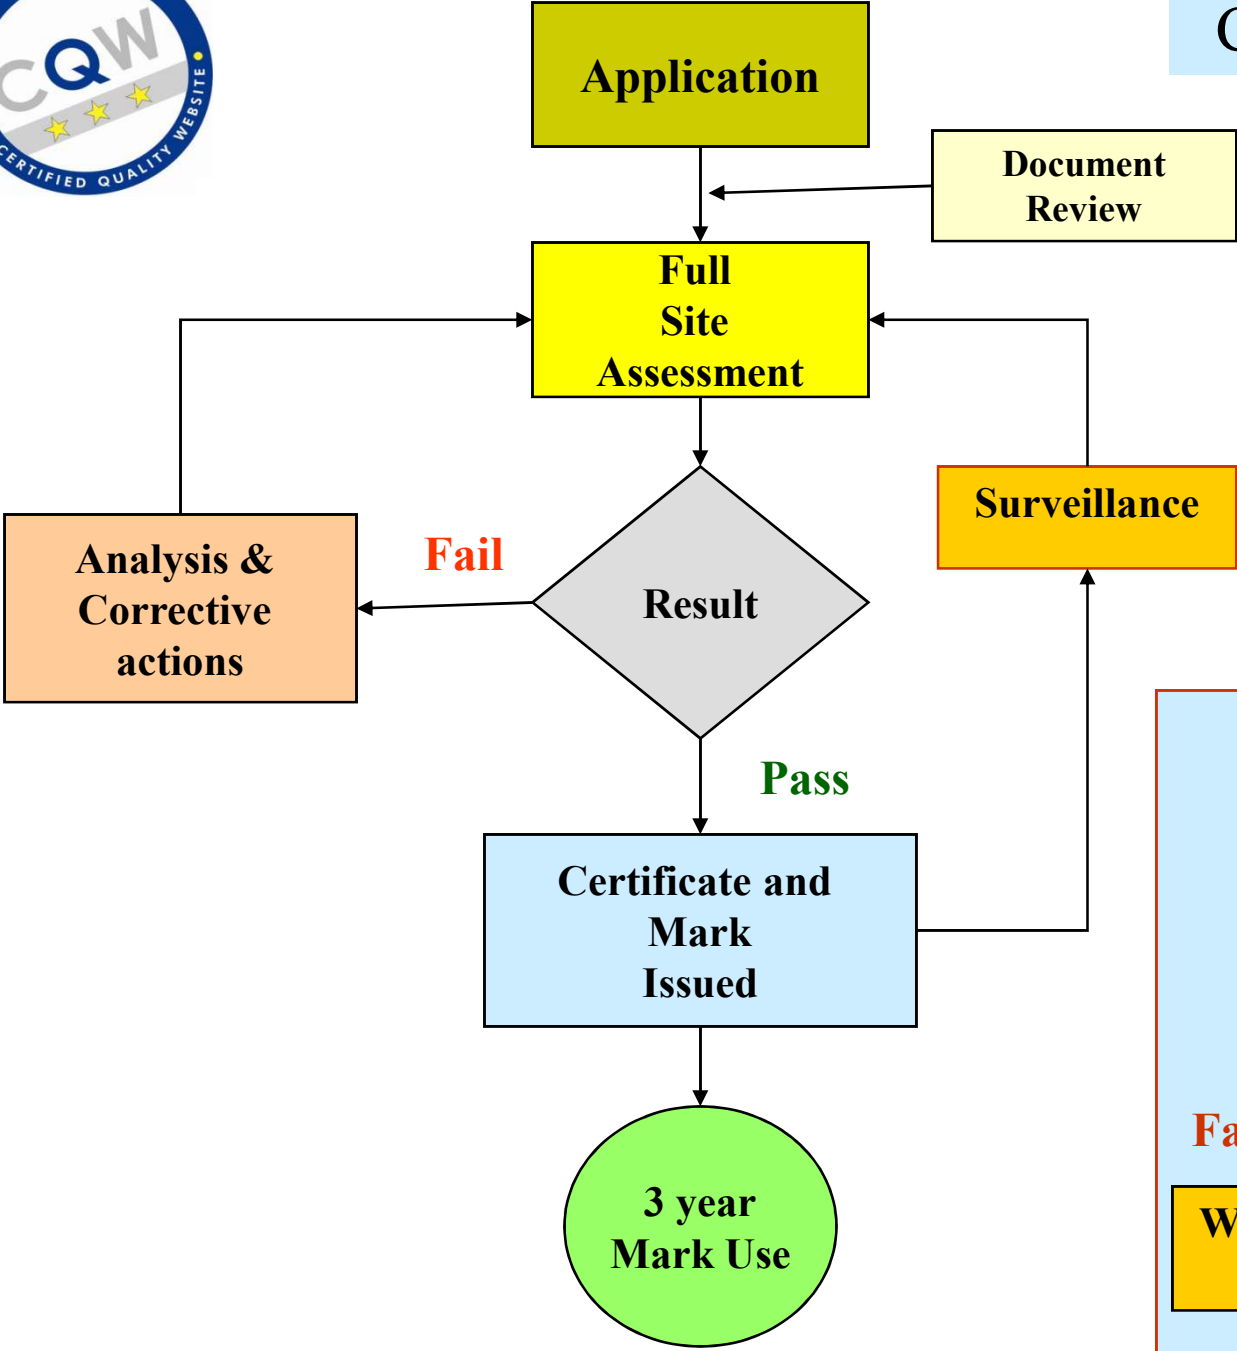 CQW
CERTIFIED QUALITY WEBSITE
Application
Document
Review
Full
Site
Assessment
Surveillance
Analysis &
Corrective
actions
Fail
Result
Pass
Certificate and
Mark
Issued
3 year
Mark Use